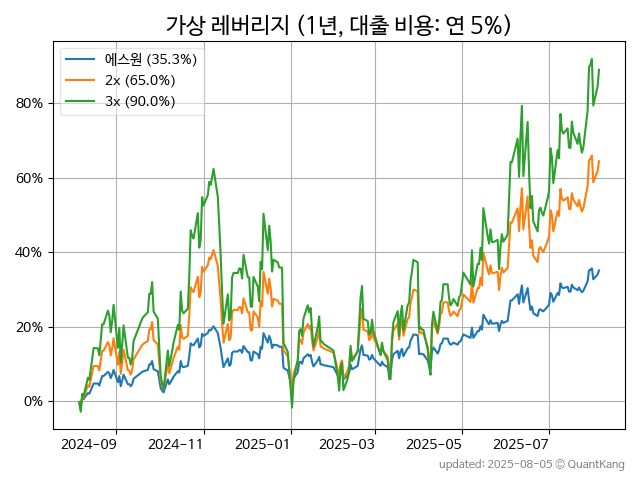 가상 레버리지 (1년, 대출 비용: 연 5%)
에스원 (35.3%)
2x (65.0%)
3x (90.0%)
80%
60%
40%
20%
0%
2024-09 2024-11 2025-01 2025-03 2025-05 2025-07
updated: 2025-08-05 © QuantKang